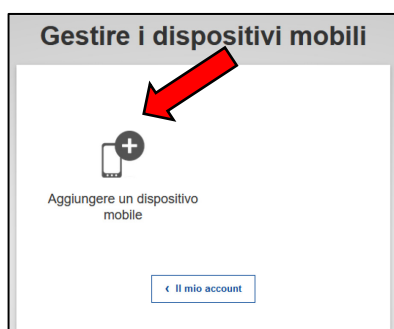 Gestire i dispositivi mobili
Aggiungere un dispositivo
mobile
‹ Il mio account